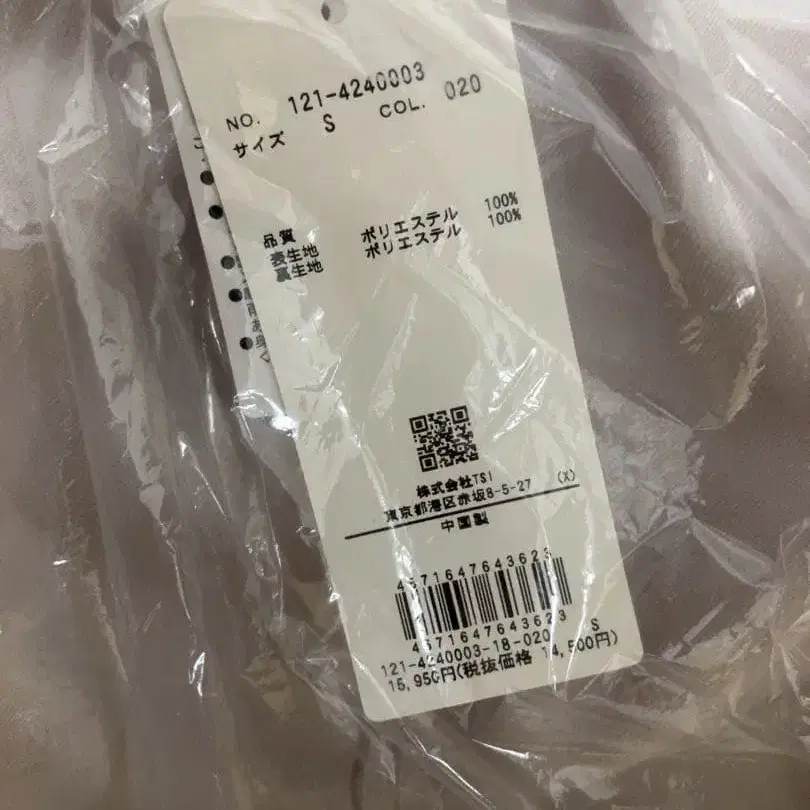 NO. 121-4240003
サイズ S COL. 020
品質
表生地 ポリエステル 100%
裏生地 ポリエステル 100%
株式会社TSI
東京都港区赤坂8-5-27 (X)
中国製
4571647643623
4571647643623
121-4240003-18-020 S
15,950円(税抜価格 14,500円)